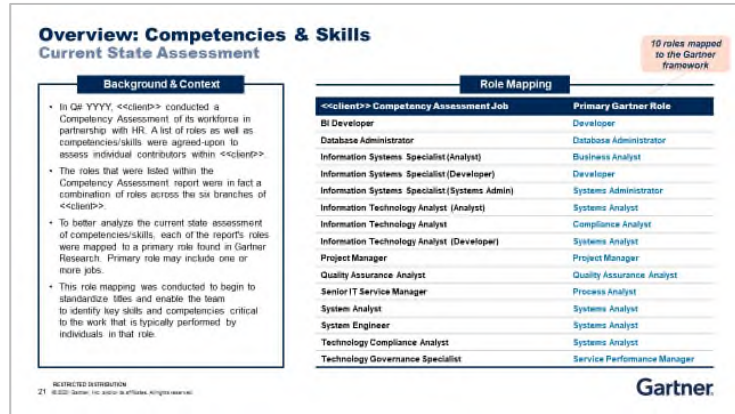 Overview: Competencies & Skills
Current State Assessment
10 roles mapped
to the Gartner
framework
Background & Context
• In Q# YYYY, <<client>> conducted a
Competency Assessment of its workforce in
partnership with HR. A list of roles as well as
competencies/skills were agreed-upon to
assess individual contributors within <<client>>.
• The roles that were listed within the
Competency Assessment report were in fact a
combination of roles across the six branches of
<<client>>.
• To better analyze the current state assessment
of competencies/skills, each of the report's roles
were mapped to a primary role found in Gartner
Research. Primary role may include one or
more jobs.
• This role mapping was conducted to begin to
standardize titles and enable the team
to identify key skills and competencies critical
to the work that is typically performed by
individuals in that role.
Role Mapping
<<client>> Competency Assessment Job Primary Gartner Role
BI Developer Developer
Database Administrator Database Administrator
Information Systems Specialist (Analyst) Business Analyst
Information Systems Specialist (Developer) Developer
Information Systems Specialist (Systems Admin) Systems Administrator
Information Technology Analyst (Analyst) Systems Analyst
Information Technology Analyst Compliance Analyst
Information Technology Analyst (Developer) Systems Analyst
Project Manager Project Manager
Quality Assurance Analyst Quality Assurance Analyst
Senior IT Service Manager Process Analyst
System Analyst Systems Analyst
System Engineer Systems Analyst
Technology Compliance Analyst Systems Analyst
Technology Governance Specialist Service Performance Manager
RESTRICTED DISTRIBUTION
21 © 2021 Gartner, Inc. and/or its affiliates. All rights reserved.
Gartner